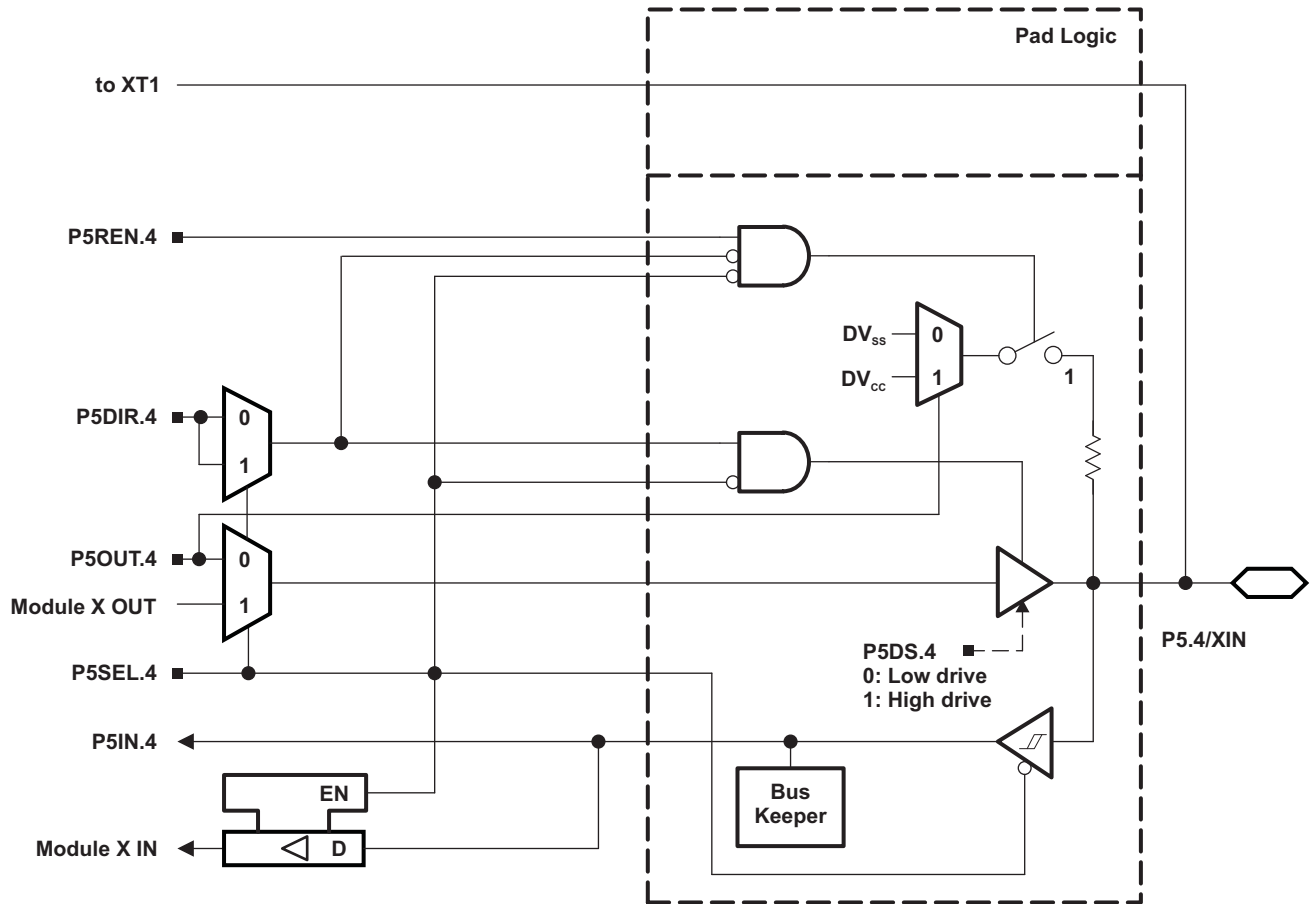 Pad Logic
to XT1
P5REN.4
DVSS
0
DVCC
1
1
P5DIR.4
0
1
P5OUT.4
0
Module X OUT
1
P5SEL.4
P5DS.4
0: Low drive
1: High drive
P5.4/XIN
P5IN.4
EN
Bus
Keeper
Module X IN
D